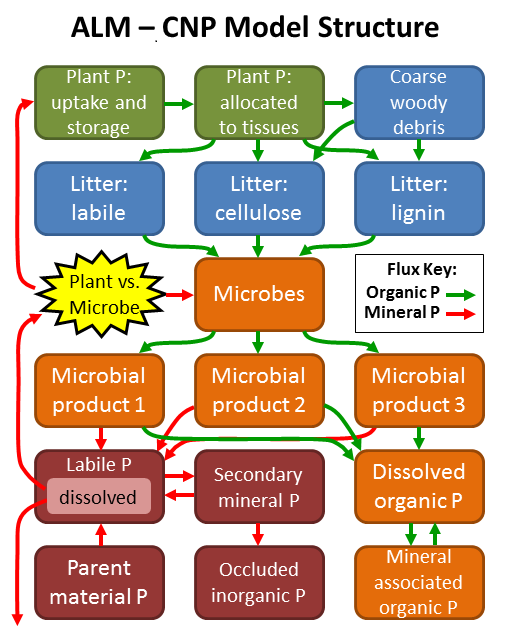 ALM – CNP Model Structure
Plant P:
uptake and
storage
Plant P:
allocated
to tissues
Coarse
woody
debris
Litter:
labile
Litter:
cellulose
Litter:
lignin
Plant vs.
Microbe
Microbes
Flux Key:
Organic P
Mineral P
Microbial
product 1
Microbial
product 2
Microbial
product 3
Labile P
dissolved
Secondary
mineral P
Dissolved
organic P
Parent
material P
Occluded
inorganic P
Mineral
associated
organic P